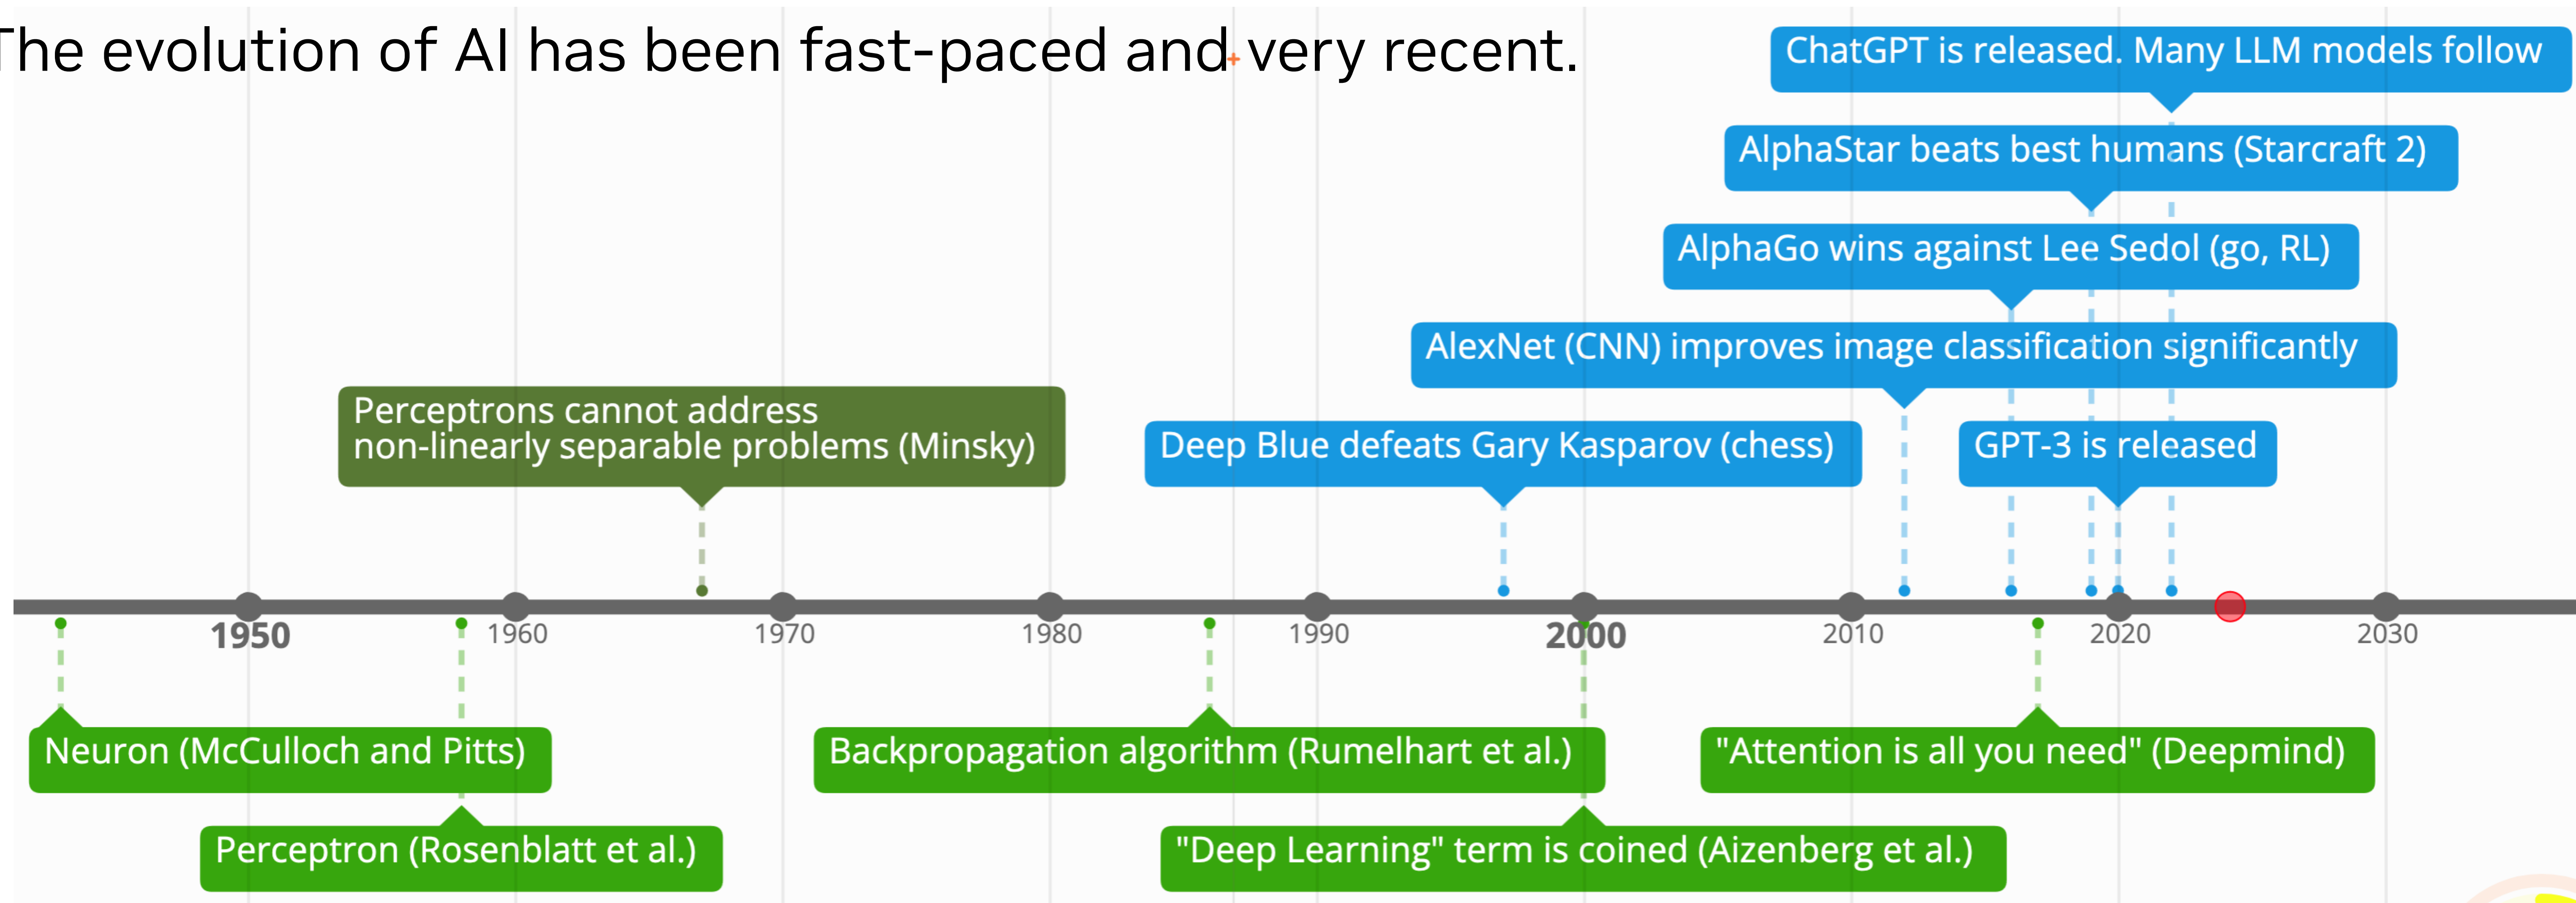 The evolution of AI has been fast-paced and very recent.
ChatGPT is released. Many LLM models follow
AlphaStar beats best humans (Starcraft 2)
AlphaGo wins against Lee Sedol (go, RL)
AlexNet (CNN) improves image classification significantly
Perceptrons cannot address
non-linearly separable problems (Minsky)
Deep Blue defeats Gary Kasparov (chess)
GPT-3 is released
1950 1960 1970 1980 1990 2000 2010 2020 2030
Neuron (McCulloch and Pitts)
Backpropagation algorithm (Rumelhart et al.)
"Attention is all you need" (Deepmind)
Perceptron (Rosenblatt et al.)
"Deep Learning" term is coined (Aizenberg et al.)